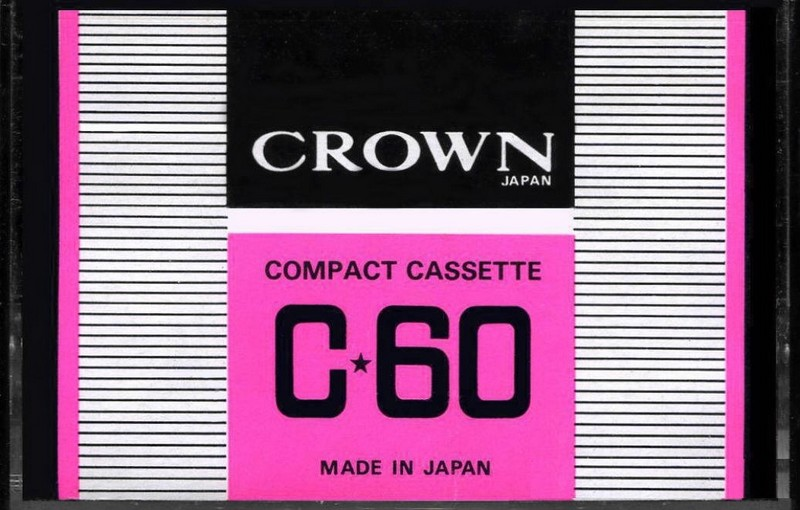 CROWN
JAPAN
COMPACT CASSETTE
C★60
MADE IN JAPAN